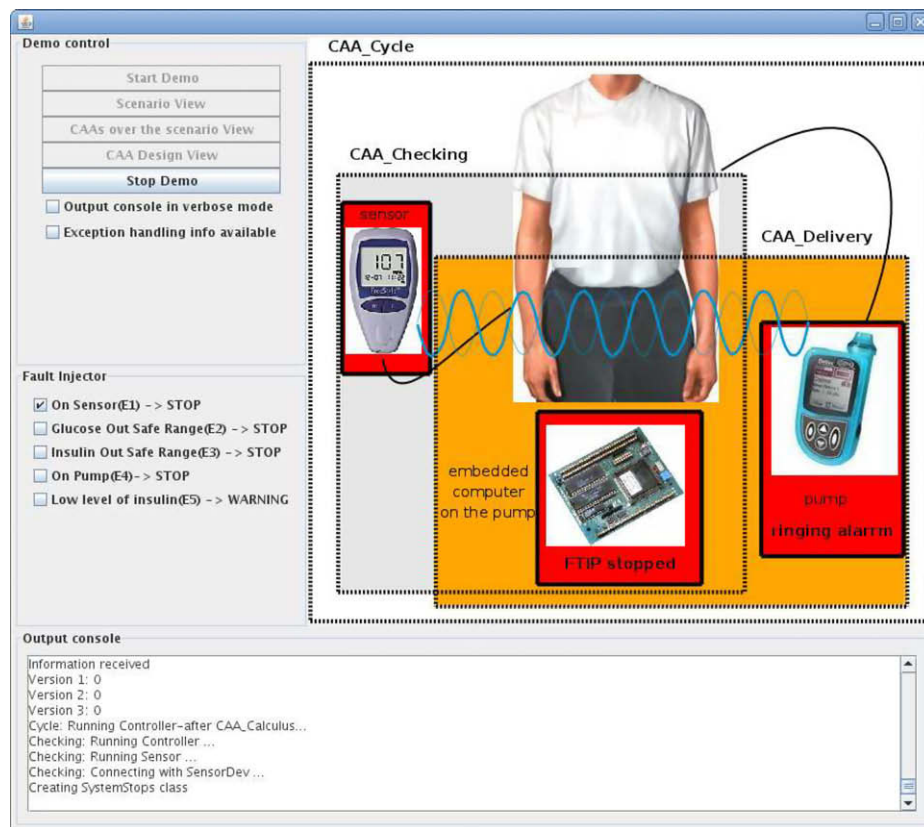 Demo control
Start Demo
Scenario View
CAAs over the scenario View
CAA Design View
Stop Demo
Output console in verbose mode
Exception handling info available
Fault Injector
On Sensor(E1) -> STOP
Glucose Out Safe Range(E2) -> STOP
Insulin Out Safe Range(E3) -> STOP
On Pump(E4)-> STOP
Low level of insulin(E5) -> WARNING
CAA_Cycle
CAA_Checking
sensor
107
CAA_Delivery
embedded
computer
on the pump
FTIP stopped
pump
ringing alarrm
Output console
Information received
Version 1: 0
Version 2: 0
Version 3: 0
Cycle: Running Controller-after CAA_Calculus...
Checking: Running Controller ...
Checking: Running Sensor ...
Checking: Connecting with SensorDev ...
Creating SystemStops class